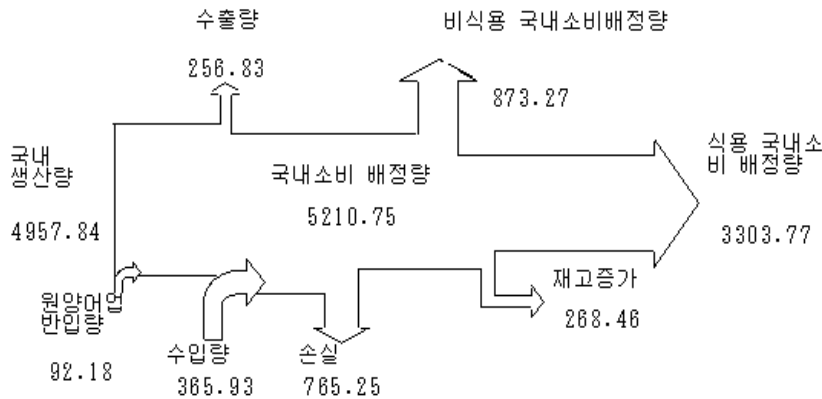 수출량
256.83
비식용 국내소비배정량
873.27
국내
생산량
4957.84
국내소비 배정량
5210.75
식용 국내소
비 배정량
3303.77
원양어업
반입량
92.18
수입량
365.93
손실
765.25
재고증가
268.46